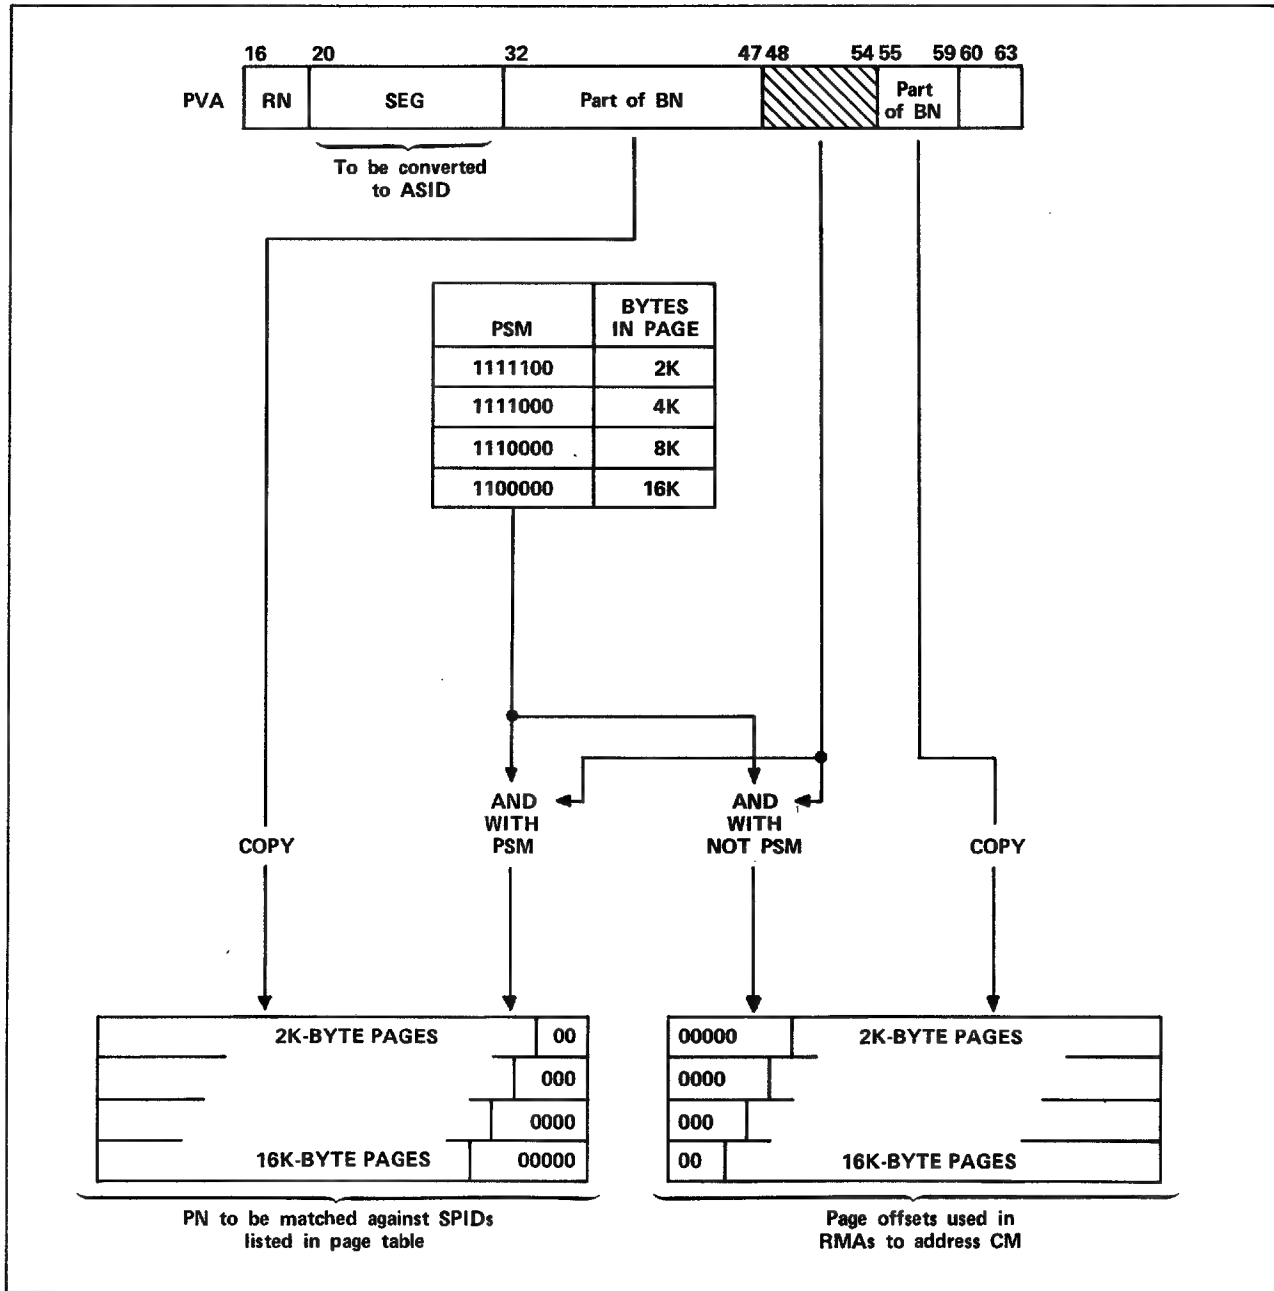 16 20 32 47 48 54 55 59 60 63
PVA RN SEG Part of BN Part
of BN
To be converted
to ASID
PSM BYTES
IN PAGE
1111100 2K
1111000 4K
1110000 8K
1100000 16K
AND
WITH
PSM
AND
WITH
NOT PSM
COPY
COPY
2K-BYTE PAGES 00
000
0000
16K-BYTE PAGES 00000
00000 2K-BYTE PAGES
0000
000
00 16K-BYTE PAGES
PN to be matched against SPIDs
listed in page table
Page offsets used in
RMAs to address CM